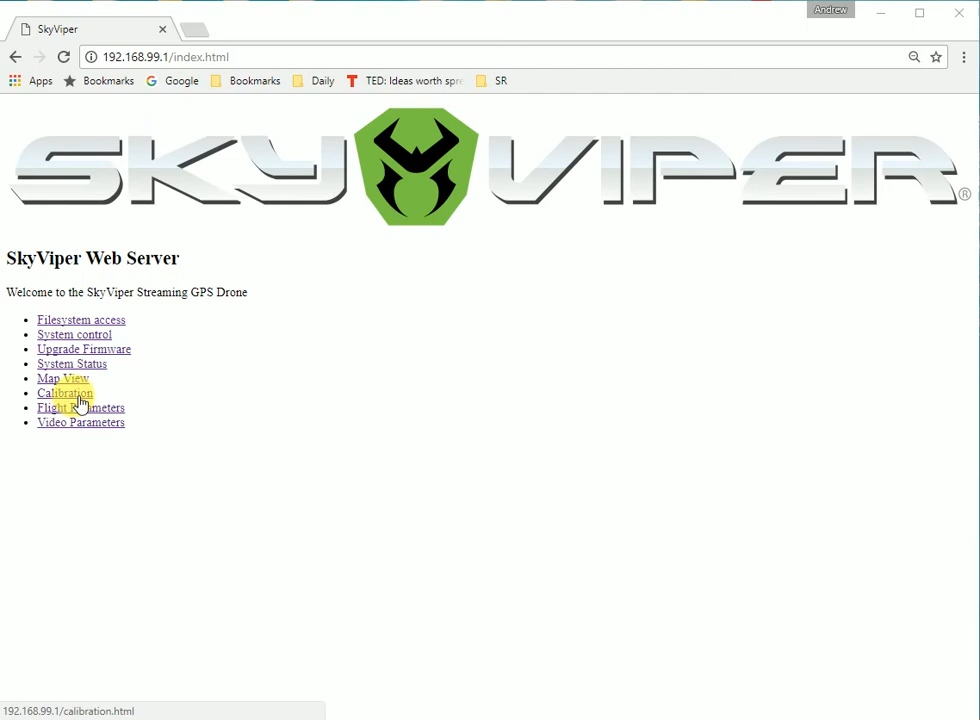 Andrew
SkyViper
192.168.99.1/index.html
Apps Bookmarks Google Bookmarks Daily TED: Ideas worth spre SR
SKY VIPER®
SkyViper Web Server
Welcome to the SkyViper Streaming GPS Drone
Filesystem access
System control
Upgrade Firmware
System Status
Map View
Calibration
Flight Parameters
Video Parameters
192.168.99.1/calibration.html